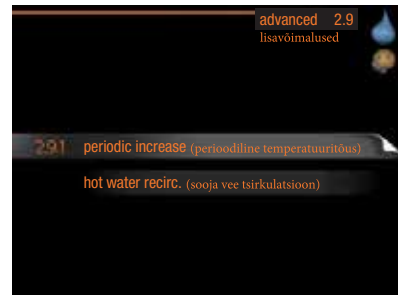 advanced 2.9
lisavõimalused
2.9.1 periodic increase (perioodiline temperatuuritõus)
hot water recirc. (sooja vee tsirkulatsioon)